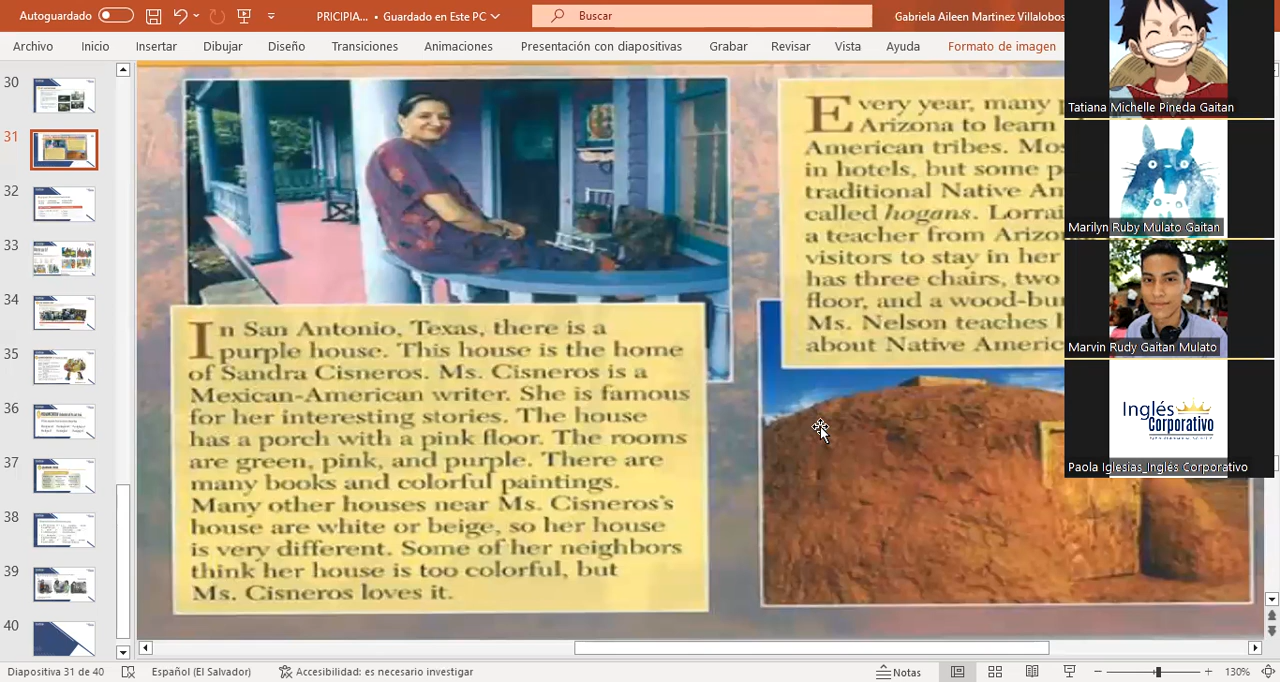 Autoguardado
PRICIPIA... • Guardado en Este PC
Buscar
Gabriela Aileen Martinez Villalobos
Archivo Inicio Insertar Dibujar Diseño Transiciones Animaciones Presentación con diapositivas Grabar Revisar Vista Ayuda Formato de imagen
30
31
32
33
34
35
36
37
38
39
40
In San Antonio, Texas, there is a
purple house. This house is the home
of Sandra Cisneros. Ms. Cisneros is a
Mexican-American writer. She is famous
for her interesting stories. The house
has a porch with a pink floor. The rooms
are green, pink, and purple. There are
many books and colorful paintings.
Many other houses near Ms. Cisneros's
house are white or beige, so her house
is very different. Some of her neighbors
think her house is too colorful, but
Ms. Cisneros loves it.
Every year, many
Arizona to learn
American tribes.
in hotels, but some
traditional Native
called hogans.
a teacher from
visitors to stay in her
has three chairs, two
floor, and a
Ms. Nelson teaches
about Native
Tatiana Michelle Pineda Gaitan
Marilyn Ruby Mulato Gaitan
Marvin Rudy Gaitan Mulato
Inglés
Corporativo
Paola Iglesias_Inglés Corporativo
Diapositiva 31 de 40
Español (El Salvador)
Accesibilidad: es necesario investigar
Notas
130%